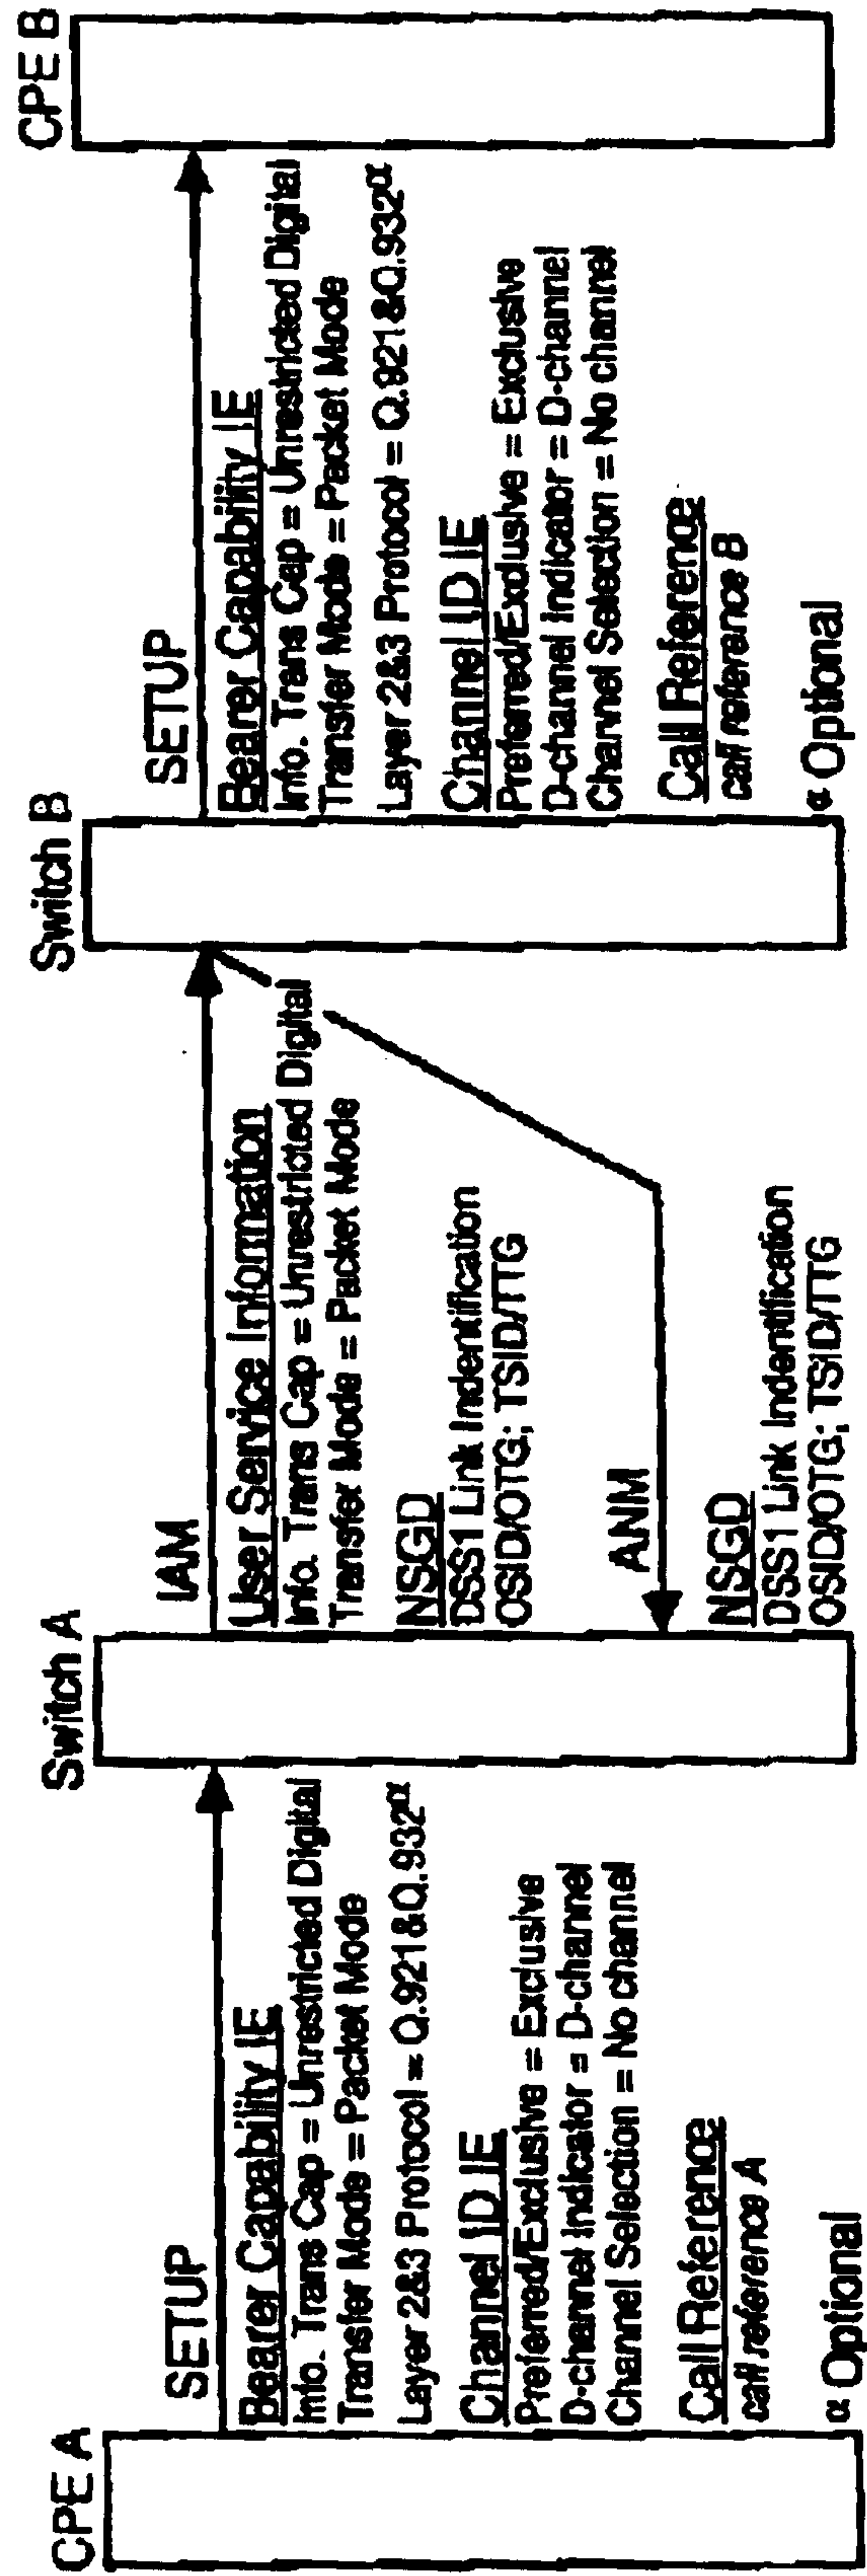 CPE A
SETUP
Bearer Capability IE
Info. Trans Cap = Unrestricted Digital
Transfer Mode = Packet Mode
Layer 2&3 Protocol = Q.921&Q.932α
Channel ID IE
Preferred/Exclusive = Exclusive
D-channel Indicator = D-channel
Channel Selection = No channel
Call Reference
call reference A
α Optional
Switch A
IAM
User Service Information
Info. Trans Cap = Unrestricted Digital
Transfer Mode = Packet Mode
NSGD
DSS1 Link Indentification
OSID/OTG; TSID/TTG
ANM
NSGD
DSS1 Link Indentification
OSID/OTG; TSID/TTG
Switch B
SETUP
Bearer Capability IE
Info. Trans Cap = Unrestricted Digital
Transfer Mode = Packet Mode
Layer 2&3 Protocol = Q.921&Q.932α
Channel ID IE
Preferred/Exclusive = Exclusive
D-channel Indicator = D-channel
Channel Selection = No channel
Call Reference
call reference B
α Optional
CPE B